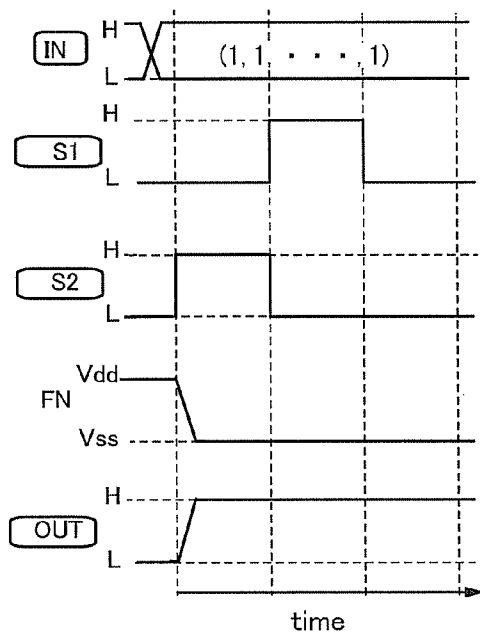 H
IN
(1, 1, ・・・, 1)
L
H
S1
L
H
S2
L
Vdd
FN
Vss
H
OUT
L
time